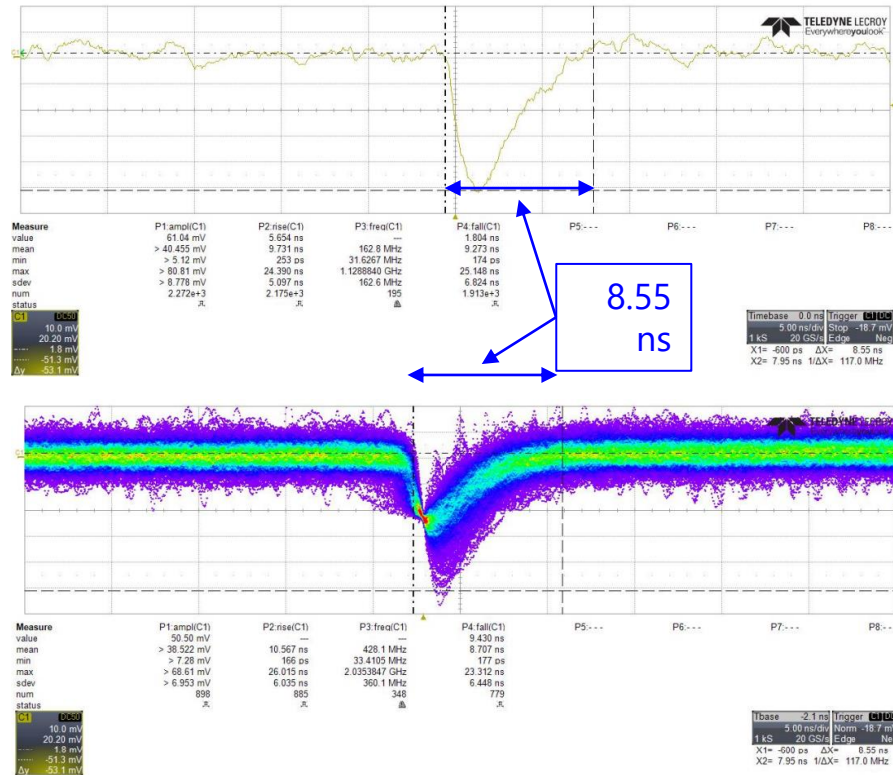 TELEDYNE LECROY
Everywhereyoulook™
C1
Measure P1:ampl(C1) P2:rise(C1) P3:freq(C1) P4:fall(C1) P5:- - - P6:- - - P7:- - - P8:- -
value 61.04 mV 5.654 ns --- 1.804 ns
mean > 40.455 mV 9.731 ns 162.8 MHz 9.273 ns
min > 5.12 mV 253 ps 31.6267 MHz 174 ps
max > 80.81 mV 24.390 ns 1.1288840 GHz 25.148 ns
sdev > 8.778 mV 5.097 ns 162.6 MHz 6.824 ns
num 2.272e+3 2.175e+3 195 1.913e+3
status
8.55
ns
C1 DC50
10.0 mV
20.20 mV
1.8 mV
-51.3 mV
Δy -53.1 mV
Timebase 0.0 ns Trigger C1 DC
5.00 ns/div Stop -18.7 mV
1 kS 20 GS/s Edge Neg
X1= -600 ps ΔX= 8.55 ns
X2= 7.95 ns 1/ΔX= 117.0 MHz
TELEDYNE LECROY
C1
Measure P1:ampl(C1) P2:rise(C1) P3:freq(C1) P4:fall(C1) P5:- - - P6:- - - P7:- - - P8:- -
value 50.50 mV --- --- 9.430 ns
mean > 38.522 mV 10.567 ns 428.1 MHz 8.707 ns
min > 7.28 mV 166 ps 33.4105 MHz 177 ps
max > 68.61 mV 26.015 ns 2.0353847 GHz 23.312 ns
sdev > 6.953 mV 6.035 ns 360.1 MHz 6.448 ns
num 898 885 348 779
status
C1 DC50
10.0 mV
20.20 mV
1.8 mV
-51.3 mV
Δy -53.1 mV
Tbase -2.1 ns Trigger C1 DC
5.00 ns/div Norm -18.7 m
1 kS 20 GS/s Edge Ne
X1= -600 ps ΔX= 8.55 ns
X2= 7.95 ns 1/ΔX= 117.0 MHz